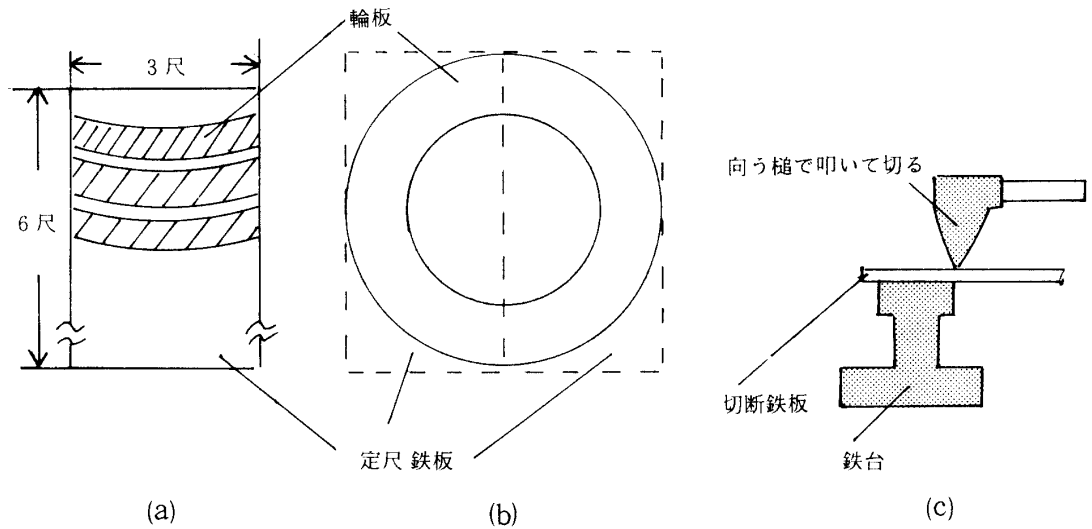 輪板
3 尺
6 尺
定尺 鉄板
向う槌で叩いて切る
切断鉄板
鉄台
(a)
(b)
(c)